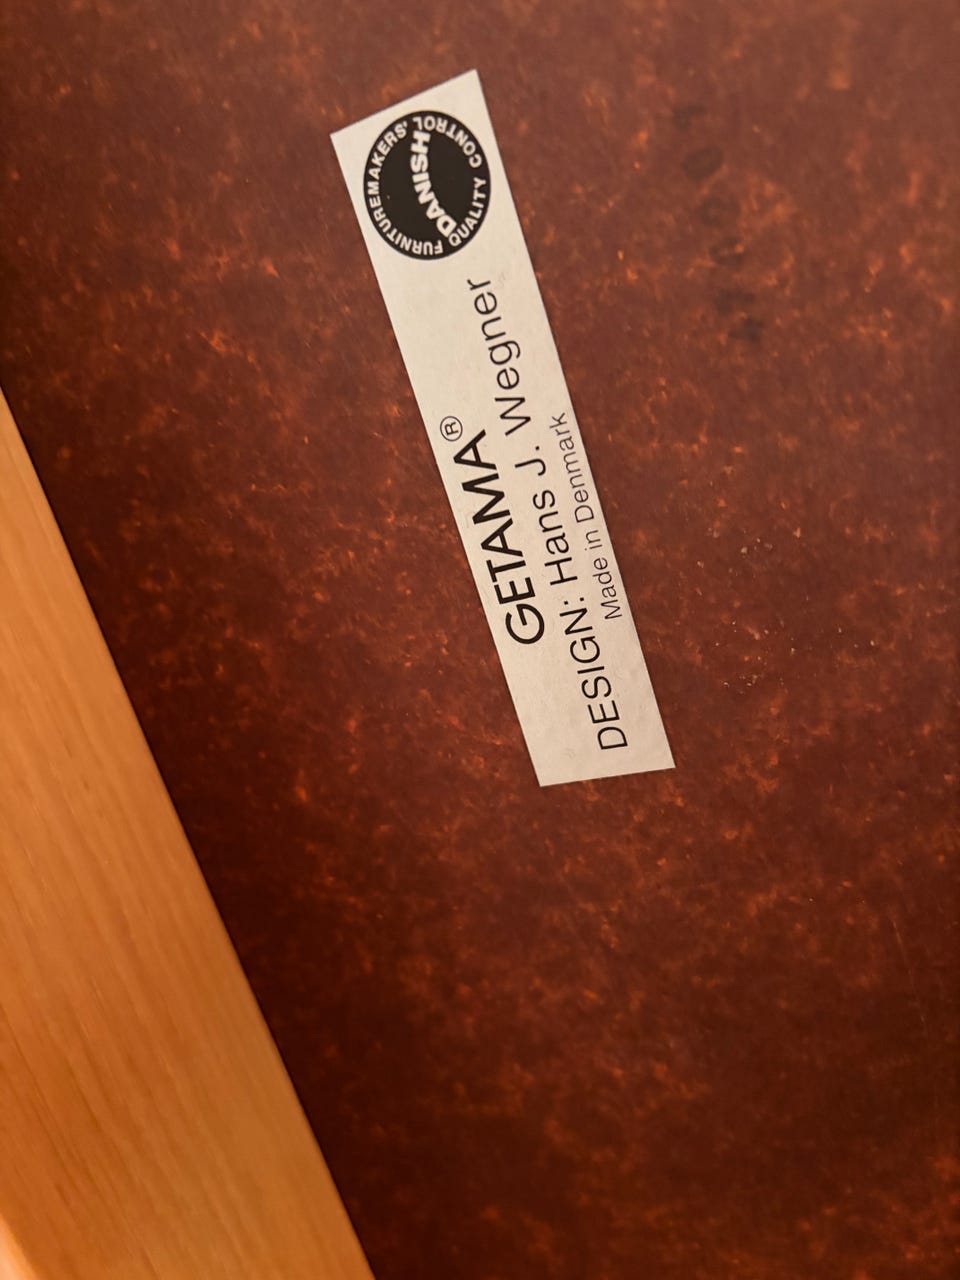 DANISH
FURNITUREMAKERS' QUALITY CONTROL
GETAMA®
DESIGN: Hans J. Wegner
Made in Denmark